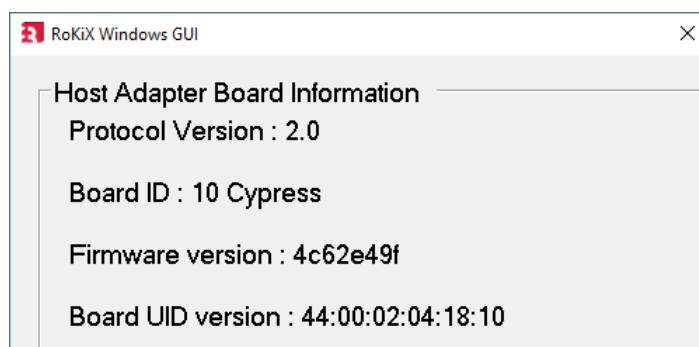 RoKiX Windows GUI
Host Adapter Board Information
Protocol Version : 2.0
Board ID : 10 Cypress
Firmware version : 4c62e49f
Board UID version : 44:00:02:04:18:10